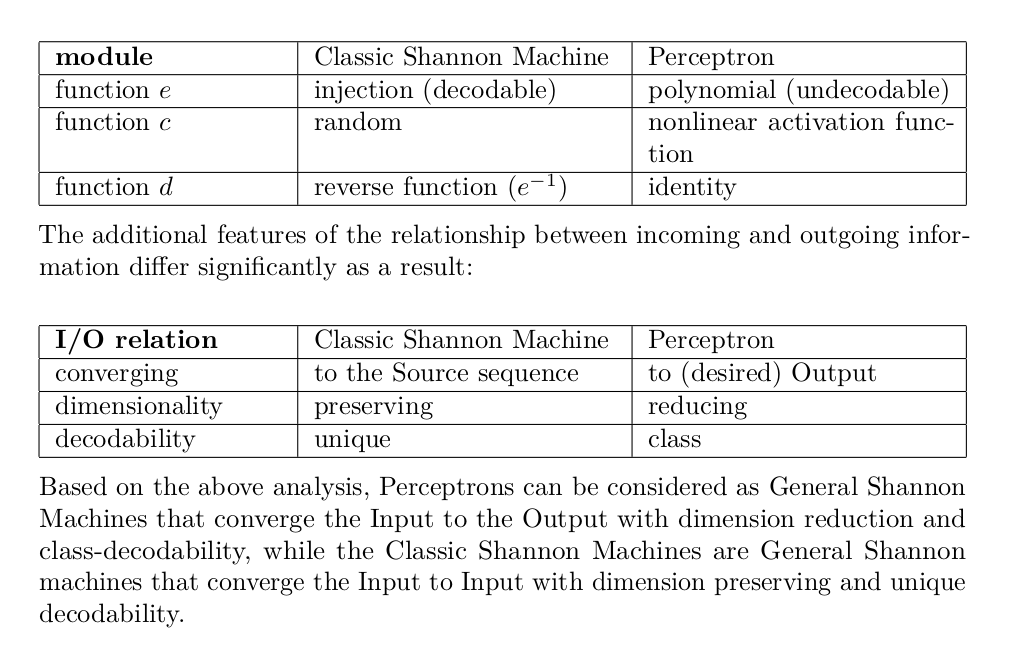 module Classic Shannon Machine Perceptron
function e injection (decodable) polynomial (undecodable)
function c random nonlinear activation func-
tion
function d reverse function (e⁻¹) identity
The additional features of the relationship between incoming and outgoing infor-
mation differ significantly as a result:
I/O relation Classic Shannon Machine Perceptron
converging to the Source sequence to (desired) Output
dimensionality preserving reducing
decodability unique class
Based on the above analysis, Perceptrons can be considered as General Shannon
Machines that converge the Input to the Output with dimension reduction and
class-decodability, while the Classic Shannon Machines are General Shannon
machines that converge the Input to Input with dimension preserving and unique
decodability.